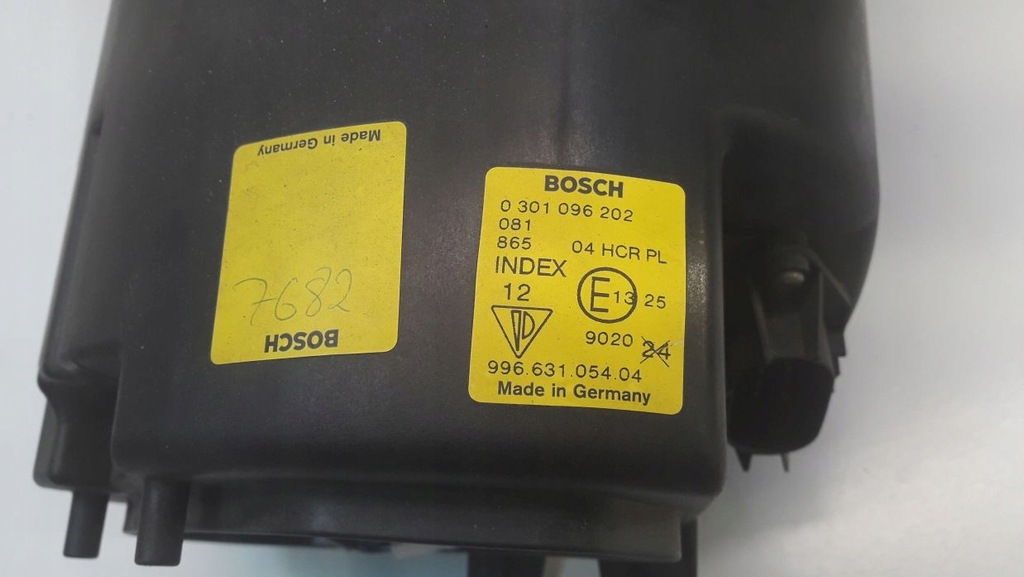 Made in Germany
7682
BOSCH
BOSCH
0 301 096 202
081
865 04 HCR PL
INDEX
12 E 13 25
9020 24
996.631.054.04
Made in Germany